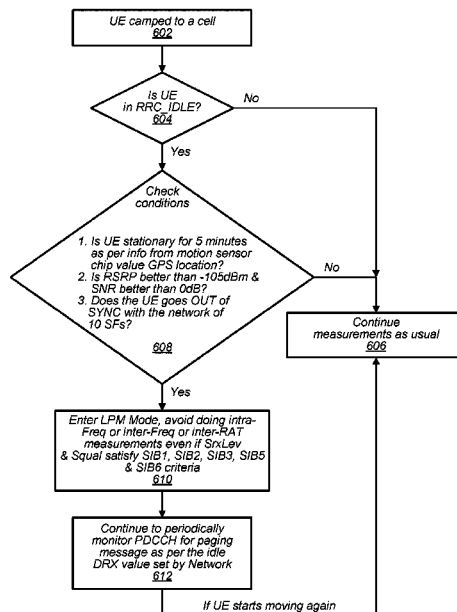 UE camped to a cell
602
Is UE
in RRC_IDLE?
604
No
Yes
Check
conditions
1. Is UE stationary for 5 minutes
as per info from motion sensor
chip value GPS location?
2. Is RSRP better than -105dBm &
SNR better than 0dB?
3. Does the UE goes OUT of
SYNC with the network of
10 SFs?
608
No
Continue
measurements as usual
606
Yes
Enter LPM Mode, avoid doing intra-
Freq or Inter-Freq or inter-RAT
measurements even if SrxLev
& Squal satisfy SIB1, SIB2, SIB3, SIB5
& SIB6 criteria
610
Continue to periodically
monitor PDCCH for paging
message as per the idle
DRX value set by Network
612
If UE starts moving again